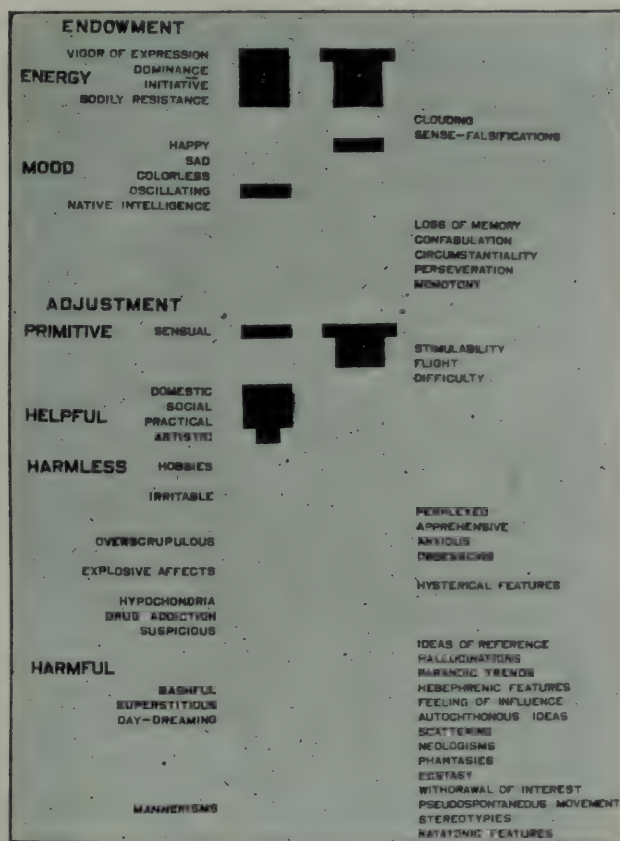 ENDOWMENT
VIGOR OF EXPRESSION
ENERGY
DOMINANCE
INITIATIVE
BODILY RESISTANCE
CLOUDING
SENSE-FALSIFICATIONS
HAPPY
MOOD
SAD
COLORLESS
OSCILLATING
NATIVE INTELLIGENCE
LOSS OF MEMORY
CONFABULATION
CIRCUMSTANTIALITY
PERSEVERATION
MONOTONY
ADJUSTMENT
PRIMITIVE SENSUAL
STIMULABILITY
FLIGHT
DIFFICULTY
DOMESTIC
SOCIAL
HELPFUL PRACTICAL
ARTISTIC
HARMLESS HOBBIES
IRRITABLE
PERPLEXED
APPREHENSIVE
OVERSCRUPULOUS ANXIOUS
OBSESSIONS
EXPLOSIVE AFFECTS
HYSTERICAL FEATURES
HYPOCHONDRIA
DRUG ADDICTION
SUSPICIOUS
IDEAS OF REFERENCE
HALLUCINATIONS
HARMFUL PARANOIC TRENDS
BASHFUL HEBEPHRENIC FEATURES
SUPERSTITIOUS FEELING OF INFLUENCE
DAY-DREAMING AUTOCHTHONOUS IDEAS
SCATTERING
NEOLOGISMS
PHANTASIES
ECSTASY
WITHDRAWAL OF INTEREST
MANNERISMS PSEUDOSPONTANEOUS MOVEMENT
STEREOTYPIES
KATATONIC FEATURES